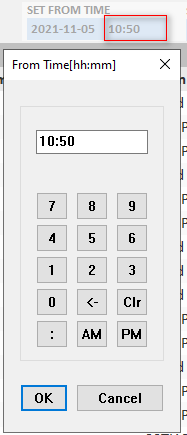 SET FROM TIME
2021-11-05 10:50
From Time[hh:mm]
10:50
7 8 9
4 5 6
1 2 3
0 <- Clr
: AM PM
OK Cancel